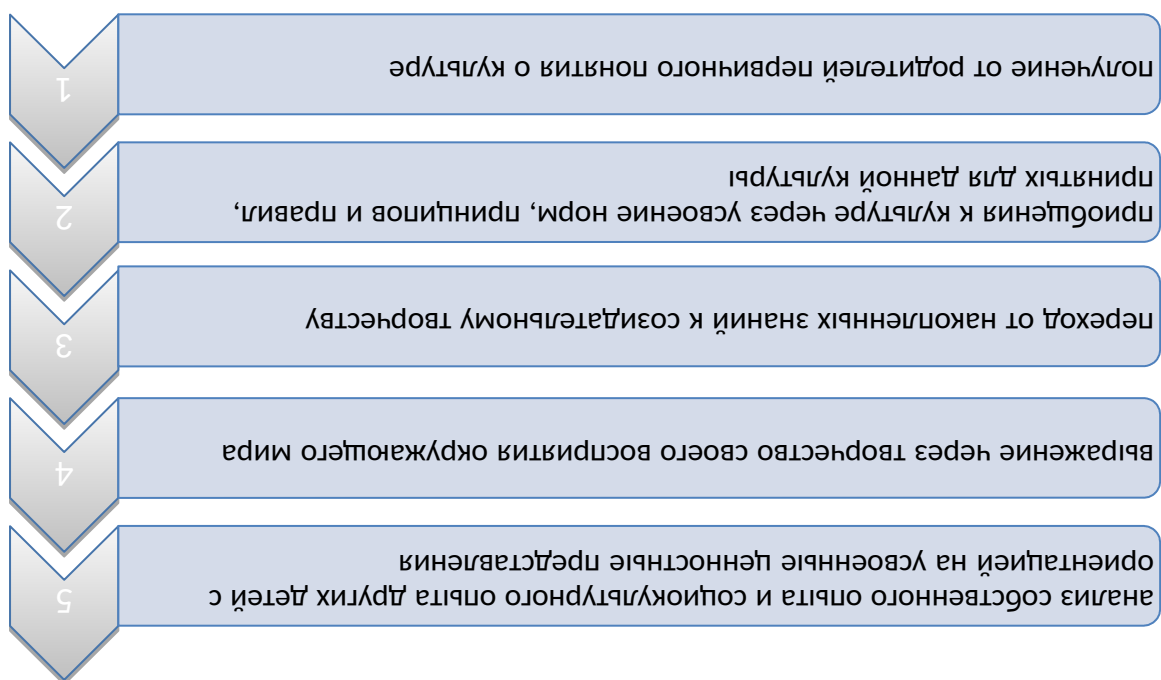 1
получение от родителей первичного понятия о культуре
2
приобщения к культуре через усвоение норм, принципов и правил,
принятых для данной культуры
3
переход от накопленных знаний к созидательному творчеству
4
выражение через творчество своего восприятия окружающего мира
5
анализ собственного опыта и социокультурного опыта других детей с
ориентацией на усвоенные ценностные представления